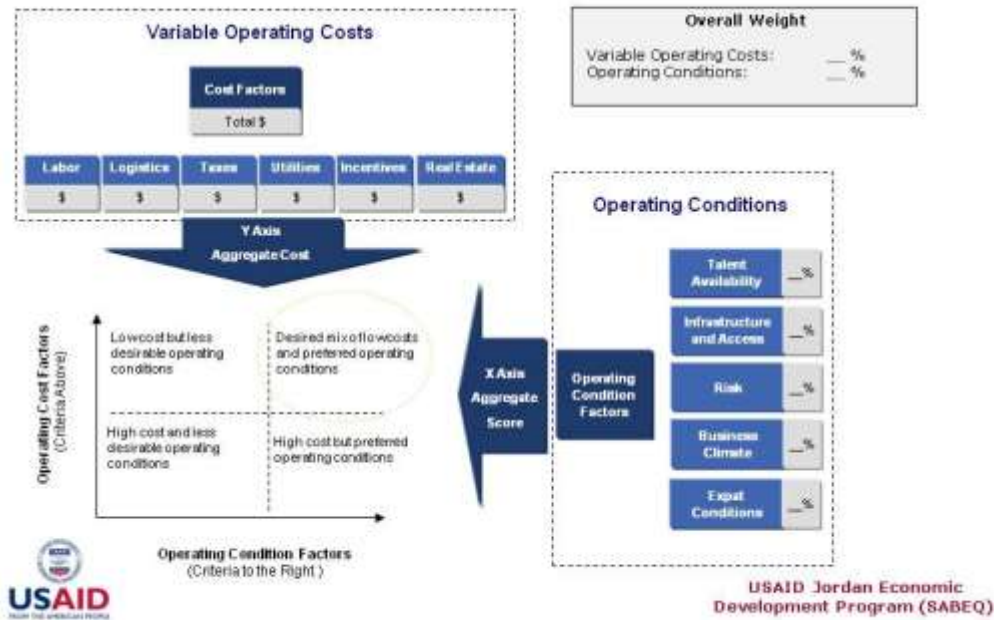 Variable Operating Costs
Cost Factors
Total $
Labor
Logistics
Taxes
Utilities
Incentives
Real Estate
$
$
$
$
$
$
Y Axis
Aggregate Cost
Overall Weight
Variable Operating Costs: __ %
Operating Conditions: __ %
Operating Conditions
Talent
Availability
__%
Infrastructure
and Access
__%
Risk
__%
Business
Climate
__%
Expat
Conditions
__%
Operating
Condition
Factors
X Axis
Aggregate
Score
Operating Cost Factors
(Criteria Above)
Low cost but less
desirable operating
conditions
Desired mix of low costs
and preferred operating
conditions
High cost and less
desirable operating
conditions
High cost but preferred
operating conditions
Operating Condition Factors
(Criteria to the Right )
USAID
FROM THE AMERICAN PEOPLE
USAID Jordan Economic
Development Program (SABEQ)